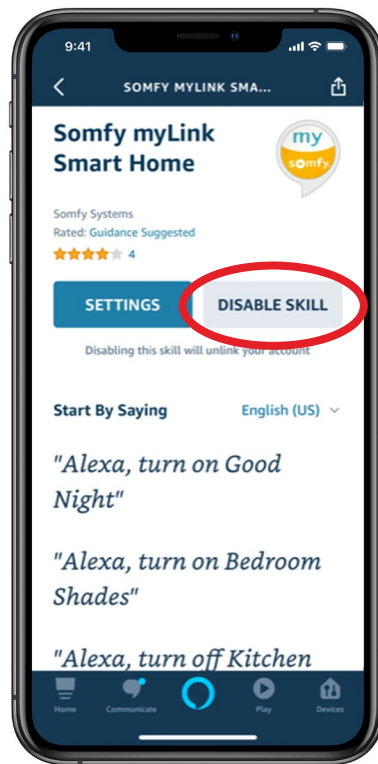 9:41
SOMFY MYLINK SMA...
Somfy myLink
Smart Home
my
somfy
Somfy Systems
Rated: Guidance Suggested
4
SETTINGS
DISABLE SKILL
Disabling this skill will unlink your account
Start By Saying
English (US)
"Alexa, turn on Good
Night"
"Alexa, turn on Bedroom
Shades"
"Alexa, turn off Kitchen
Home
Communicate
Play
Devices